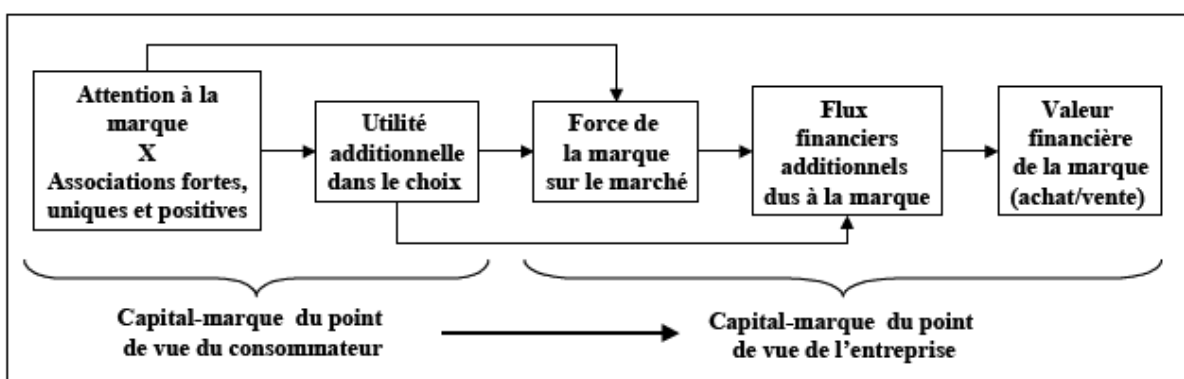 Attention à la
marque
X
Associations fortes,
uniques et positives
Utilité
additionnelle
dans le choix
Force de
la marque
sur le marché
Flux
financiers
additionnels
dus à la marque
Valeur
financière
de la marque
(achat/vente)
Capital-marque du point
de vue du consommateur
Capital-marque du point
de vue de l'entreprise